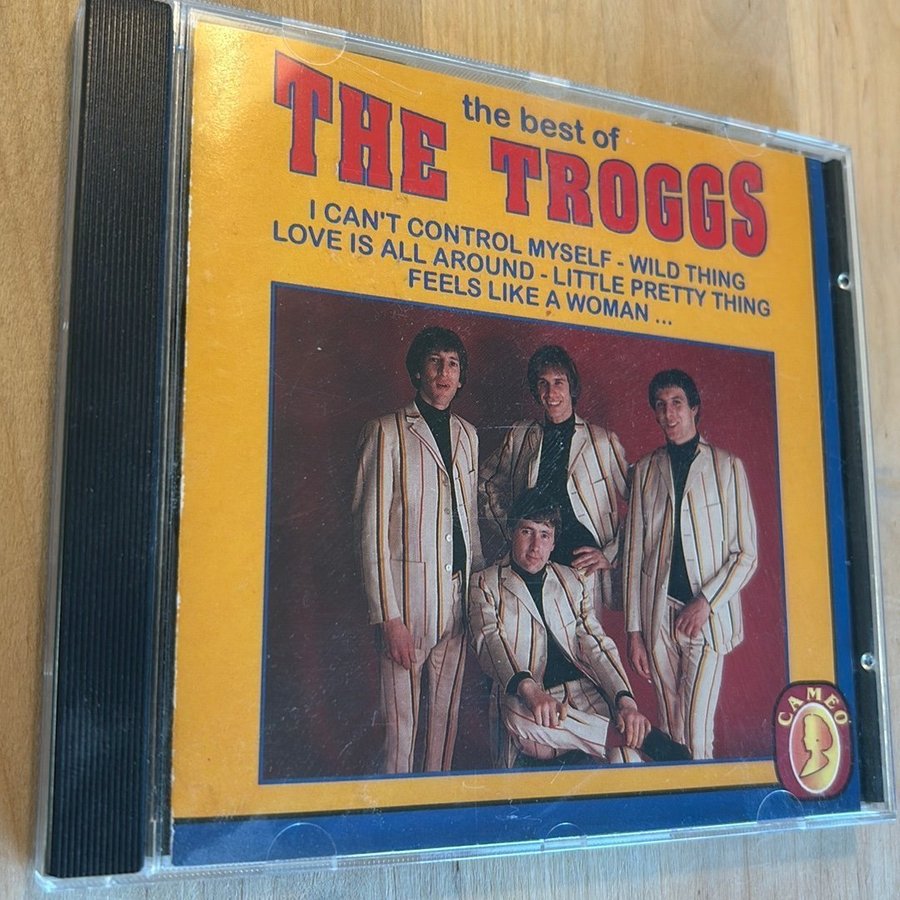 the best of
THE TROGGS
I CAN'T CONTROL MYSELF - WILD THING
LOVE IS ALL AROUND - LITTLE PRETTY THING
FEELS LIKE A WOMAN ...
CAMEO